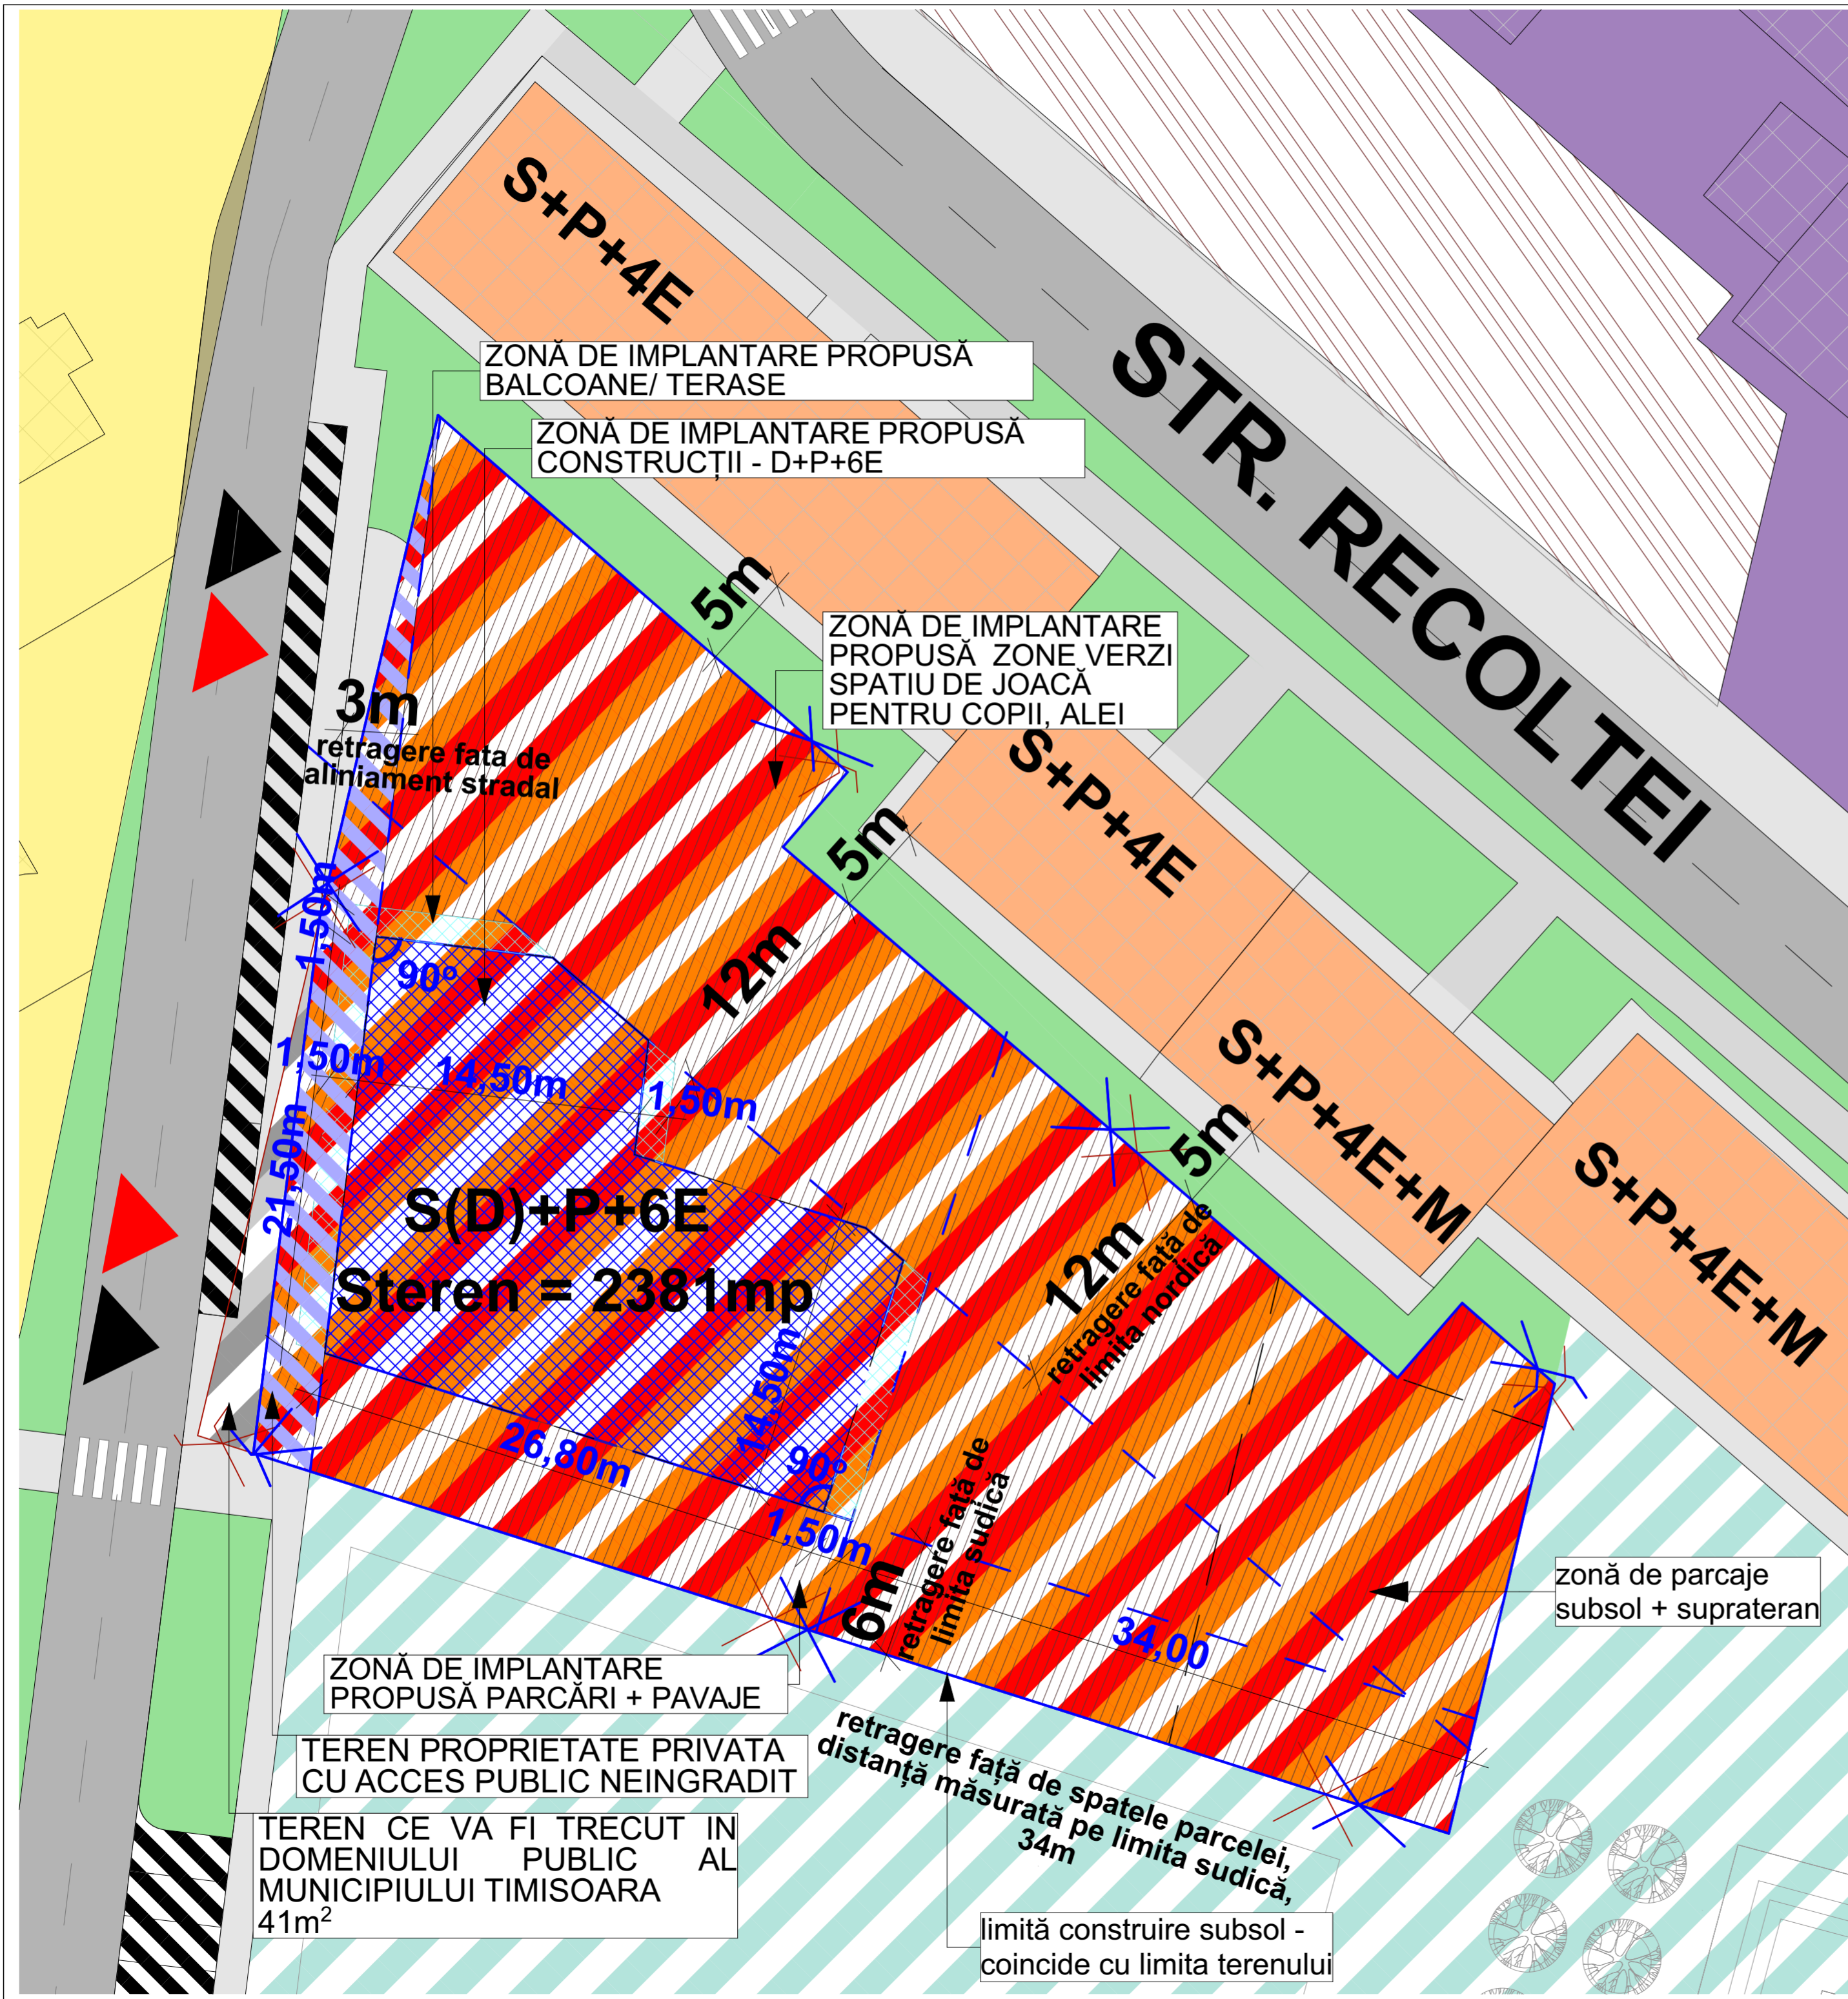 S+P+4E
ZONĂ DE IMPLANTARE PROPUSĂ
BALCOANE/ TERASE
ZONĂ DE IMPLANTARE PROPUSĂ
CONSTRUCȚII - D+P+6E
STR. RECOLTEI
5m
ZONĂ DE IMPLANTARE
PROPUSĂ ZONE VERZI
SPATIU DE JOACĂ
PENTRU COPII, ALEI
3m
retragere fata de
aliniament stradal
S+P+4E
5m
1,50m
90°
12m
1,50m
14,50m
1,50m
S+P+4E+M
5m
21,50m
S(D)+P+6E
Steren = 2381mp
12m
retragere față de
limita nordică
S+P+4E+M
14,50m
26,80m
90°
1,50m
6m
retragere față de
limita sudică
34,00
zonă de parcaje
subsol + suprateran
ZONĂ DE IMPLANTARE
PROPUSĂ PARCĂRI + PAVAJE
TEREN PROPRIETATE PRIVATA
CU ACCES PUBLIC NEINGRADIT
retragere față de spatele parcelei,
distanță măsurată pe limita sudică,
34m
TEREN CE VA FI TRECUT IN
DOMENIULUI PUBLIC AL
MUNICIPIULUI TIMISOARA
41m²
limită construire subsol -
coincide cu limita terenului